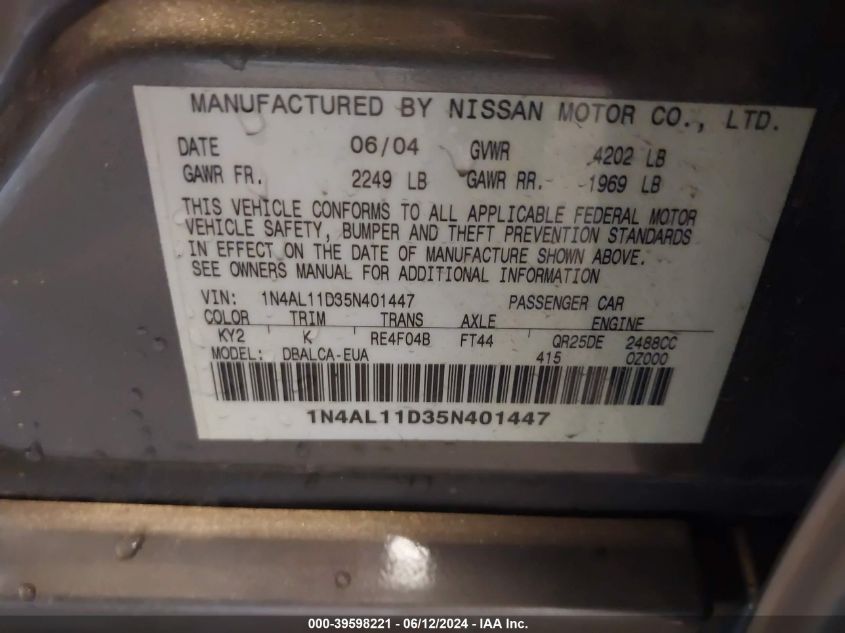 MANUFACTURED BY NISSAN MOTOR CO., LTD.
DATE 06/04 GVWR 4202 LB
GAWR FR. 2249 LB GAWR RR. 1969 LB
THIS VEHICLE CONFORMS TO ALL APPLICABLE FEDERAL MOTOR
VEHICLE SAFETY, BUMPER AND THEFT PREVENTION STANDARDS
IN EFFECT ON THE DATE OF MANUFACTURE SHOWN ABOVE.
SEE OWNERS MANUAL FOR ADDITIONAL INFORMATION
VIN: 1N4AL11D35N401447 PASSENGER CAR
COLOR TRIM TRANS AXLE ENGINE
KY2 K RE4F04B FT44 QR25DE 2488CC
MODEL: DBALCA-EUA 415 0Z000
1N4AL11D35N401447
000-39598221 - 06/12/2024 - IAA Inc.